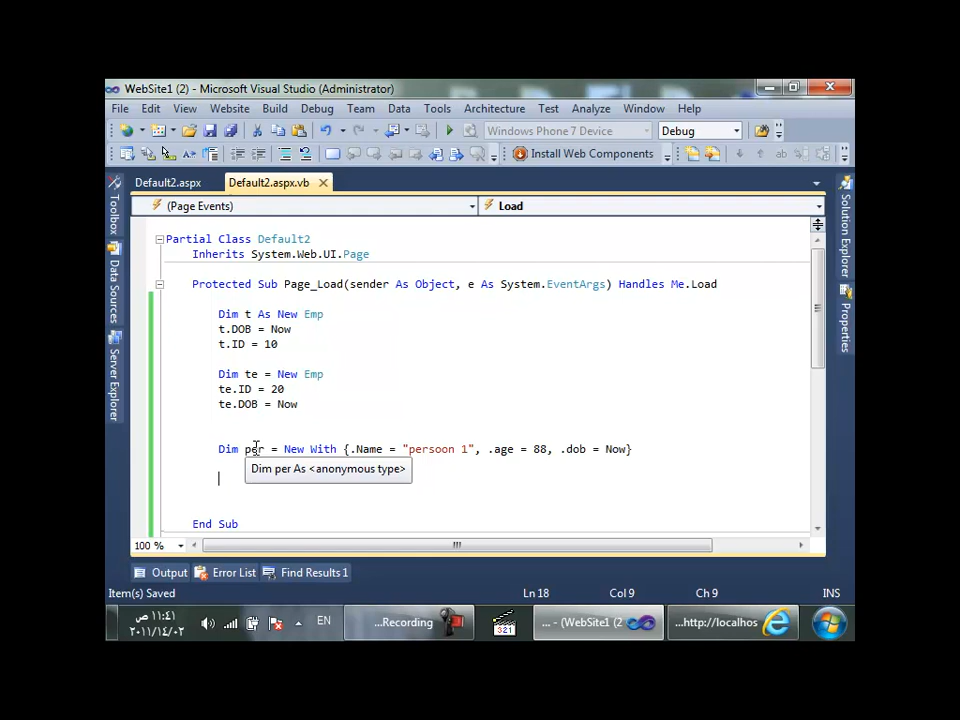 WebSite1 (2) - Microsoft Visual Studio (Administrator)
File Edit View Website Build Debug Team Data Tools Architecture Test Analyze Window Help
Windows Phone 7 Device Debug
Install Web Components
Default2.aspx Default2.aspx.vb
(Page Events) Load
Toolbox
Data Sources
Server Explorer
Solution Explorer
Properties
Partial Class Default2
Inherits System.Web.UI.Page
Protected Sub Page_Load(sender As Object, e As System.EventArgs) Handles Me.Load
Dim t As New Emp
t.DOB = Now
t.ID = 10
Dim te = New Emp
te.ID = 20
te.DOB = Now
Dim per = New With {.Name = "persoon 1", .age = 88, .dob = Now}
Dim per As <anonymous type>
End Sub
100 %
Output Error List Find Results 1
Item(s) Saved Ln 18 Col 9 Ch 9 INS
١١:٤١ ص
٢٠١١/١٤/٠٢
EN
...Recording
321
... - (WebSite1 (2
...http://localhos